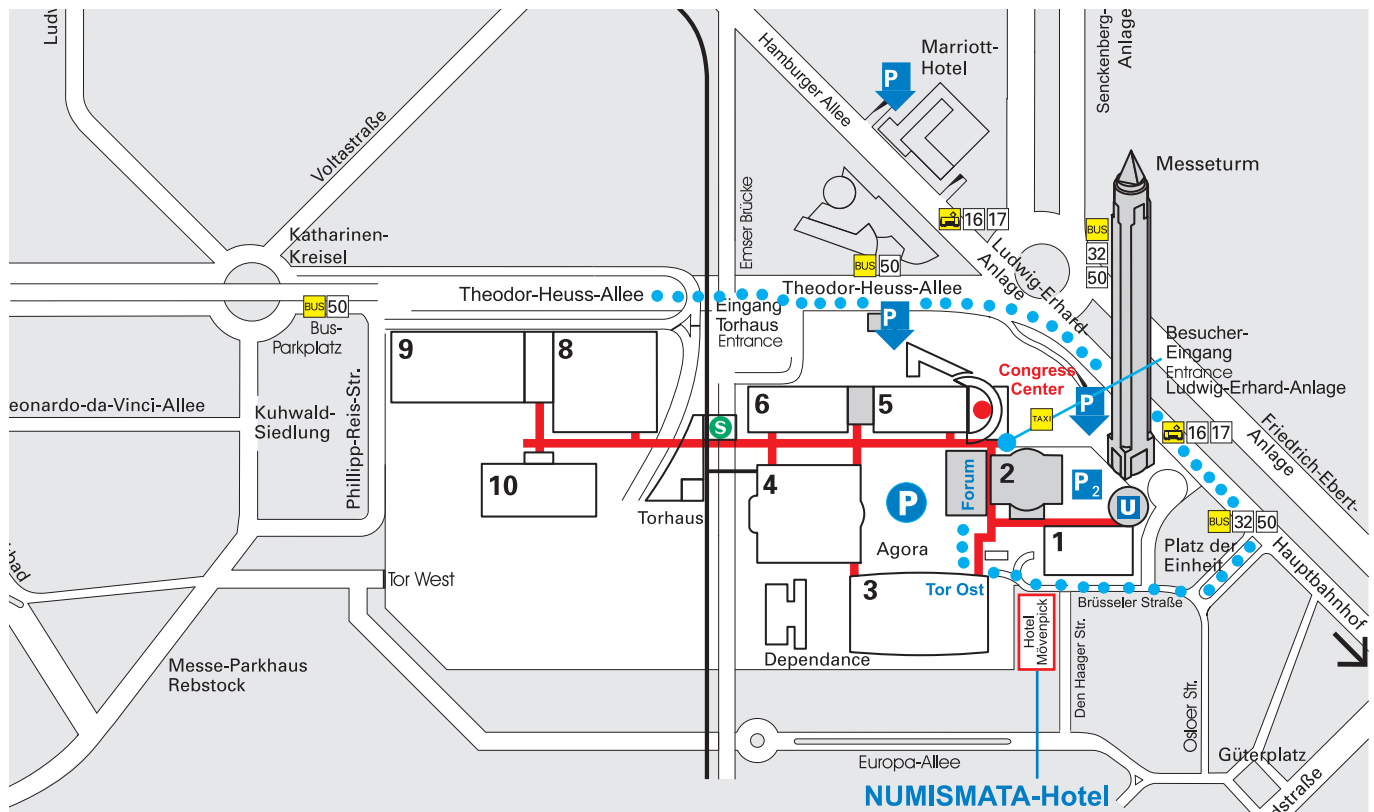 Ludw
Voltastraße
Hamburger Allee
Marriott-
Hotel
P
Senckenberg-
Anlage
Messeturm
Katharinen-
Kreisel
Emser Brücke
16 17
BUS
32
50
Ludwig-Erhard-
Anlage
BUS 50
Theodor-Heuss-Allee
Theodor-Heuss-Allee
BUS 50
Bus-
Parkplatz
Eingang
Torhaus
Entrance
P
Besucher-
Eingang
Entrance
Ludwig-Erhard-Anlage
9
8
Congress
Center
6
5
TAXI
P
eonardo-da-Vinci-Allee
Kuhwald-
Siedlung
Phillipp-Reis-Str.
S
16 17
Friedrich-Ebert-
Anlage
10
Torhaus
4
P
Forum
2
P2
U
BUS 32 50
Agora
1
Platz der
Einheit
Hauptbahnhof
Tor West
3
Tor Ost
Brüsseler Straße
Dependance
Hotel
Mövenpick
Den Haager Str.
Osloer Str.
Messe-Parkhaus
Rebstock
Europa-Allee
Güterplatz
dstraße
NUMISMATA-Hotel